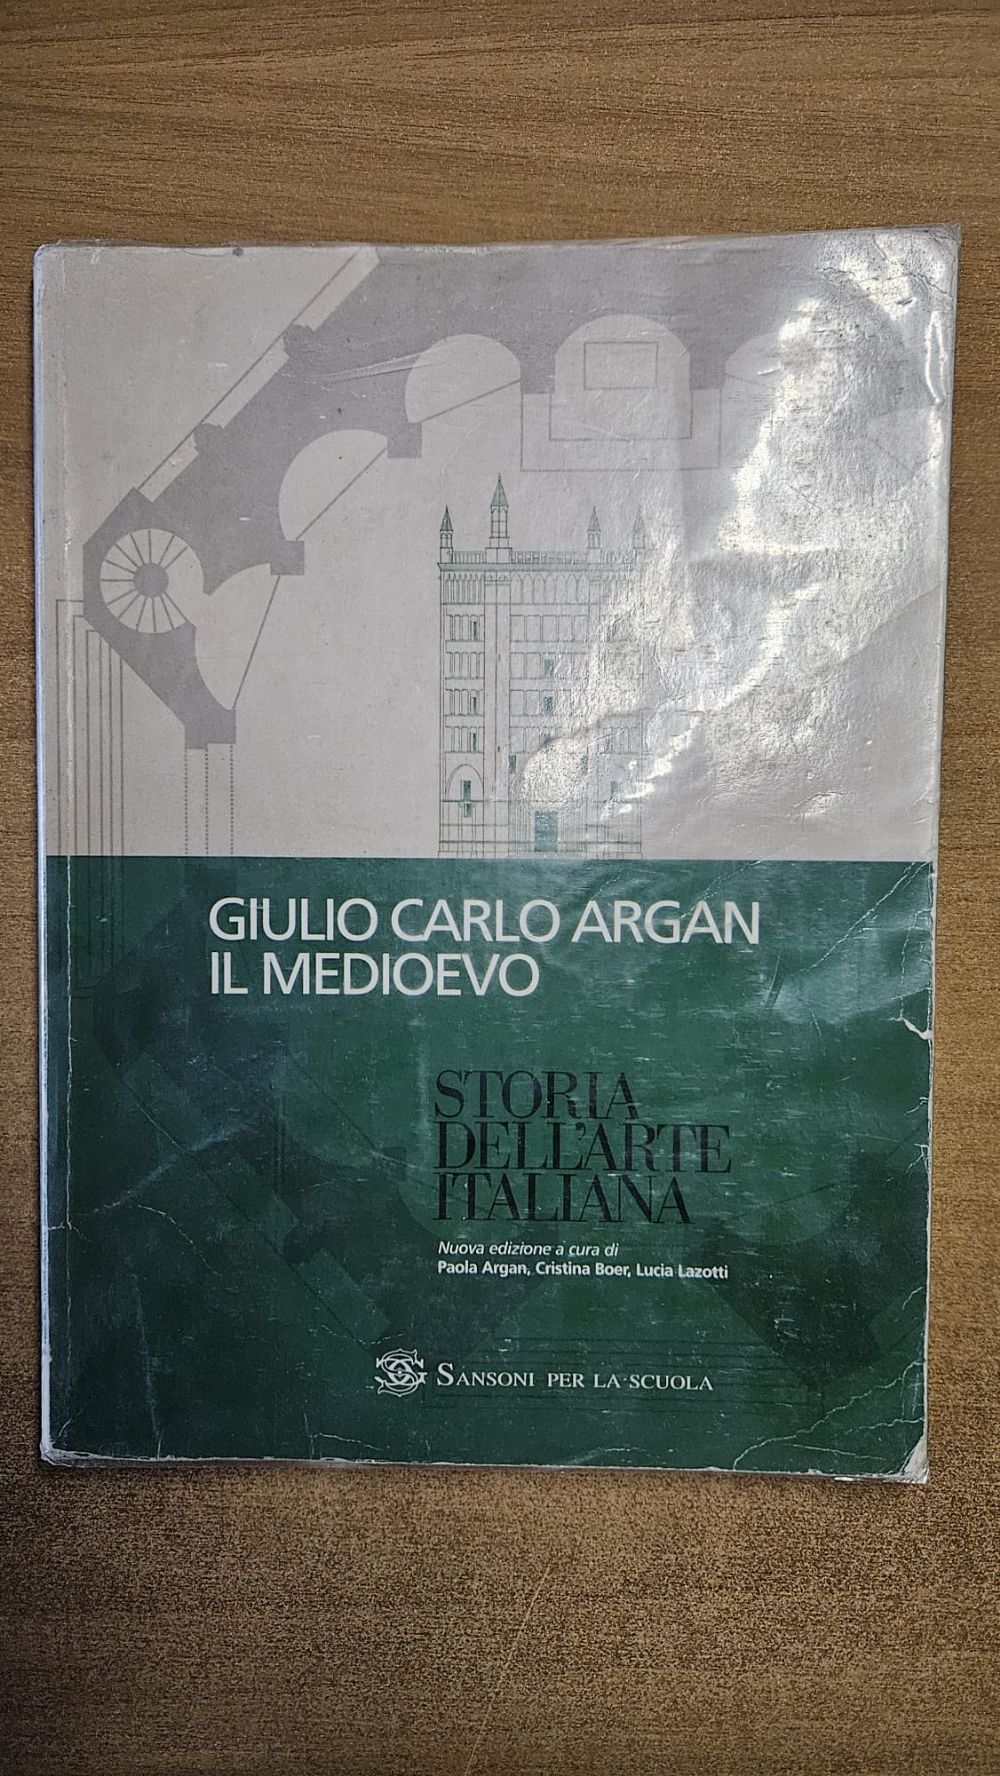 GIULIO CARLO ARGAN
IL MEDIOEVO
STORIA
DELL'ARTE
ITALIANA
Nuova edizione a cura di
Paola Argan, Cristina Boer, Lucia Lazotti
SANSONI PER LA SCUOLA